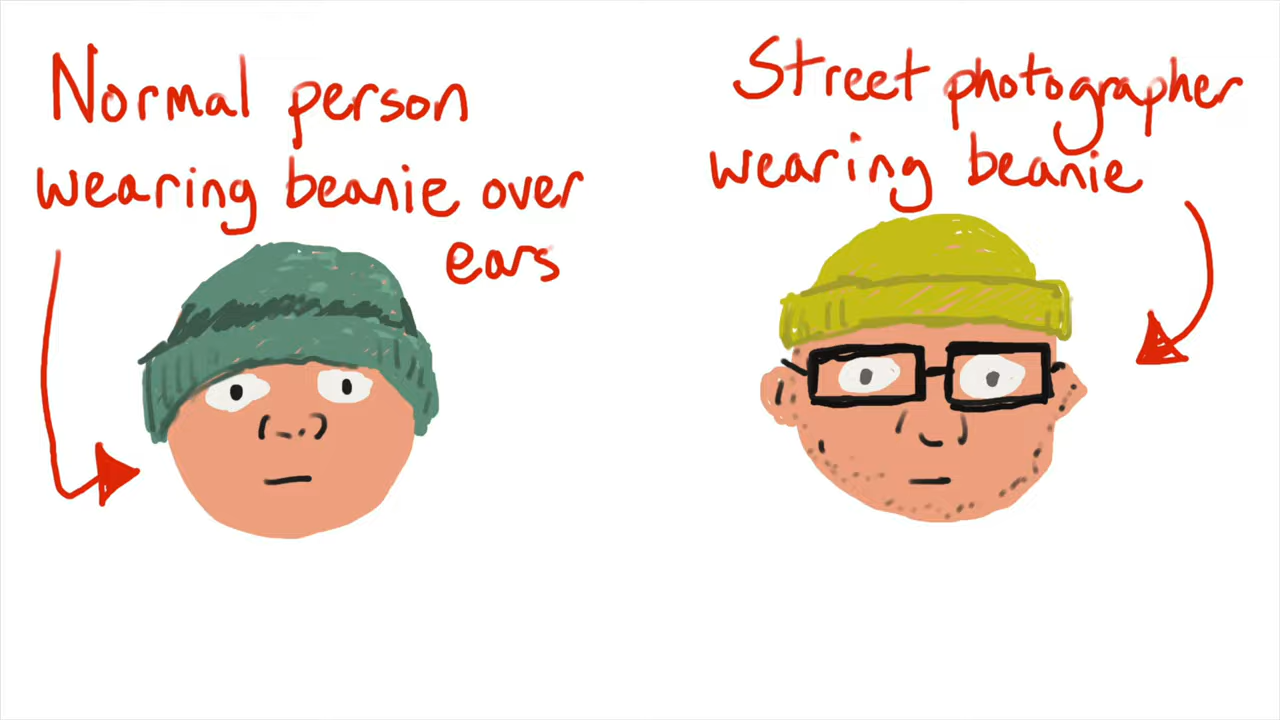 Normal person
wearing beanie over
ears
Street photographer
wearing beanie